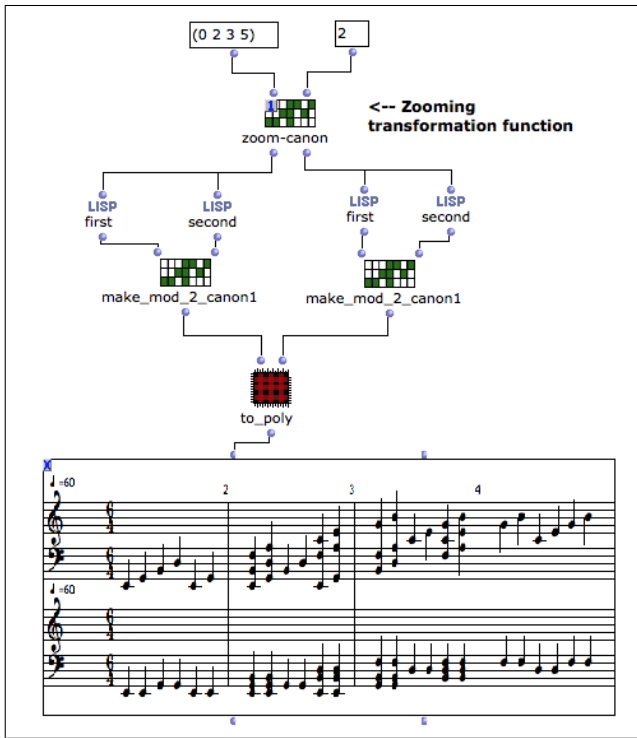 (0 2 3 5) 2
1
<-- Zooming
transformation function
zoom-canon
LISP LISP LISP LISP
first second first second
make_mod_2_canon1 make_mod_2_canon1
to_poly
X
♩=60
2 3 4
6
4
6
4
♩=60
6
4
6
4